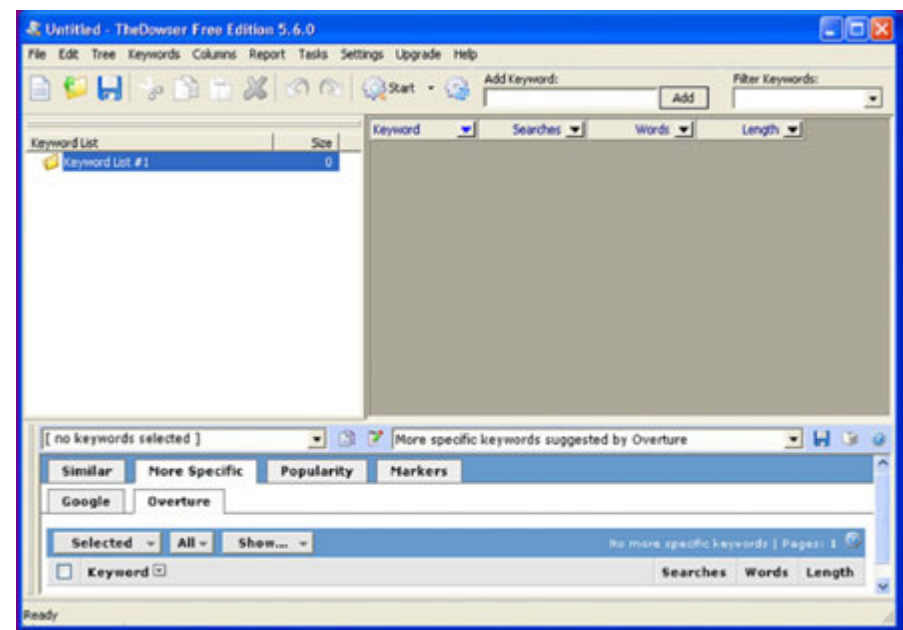 Untitled - TheDowser Free Edition 5.6.0
File Edit Tree Keywords Columns Report Tasks Settings Upgrade Help
Start
Add Keyword:
Add
Filter Keywords:
Keyword List Size
Keyword List #1 0
Keyword Searches Words Length
[ no keywords selected ] More specific keywords suggested by Overture
Similar More Specific Popularity Markers
Google Overture
Selected All Show... No more specific keywords | Pages: 1
Keyword Searches Words Length
Ready